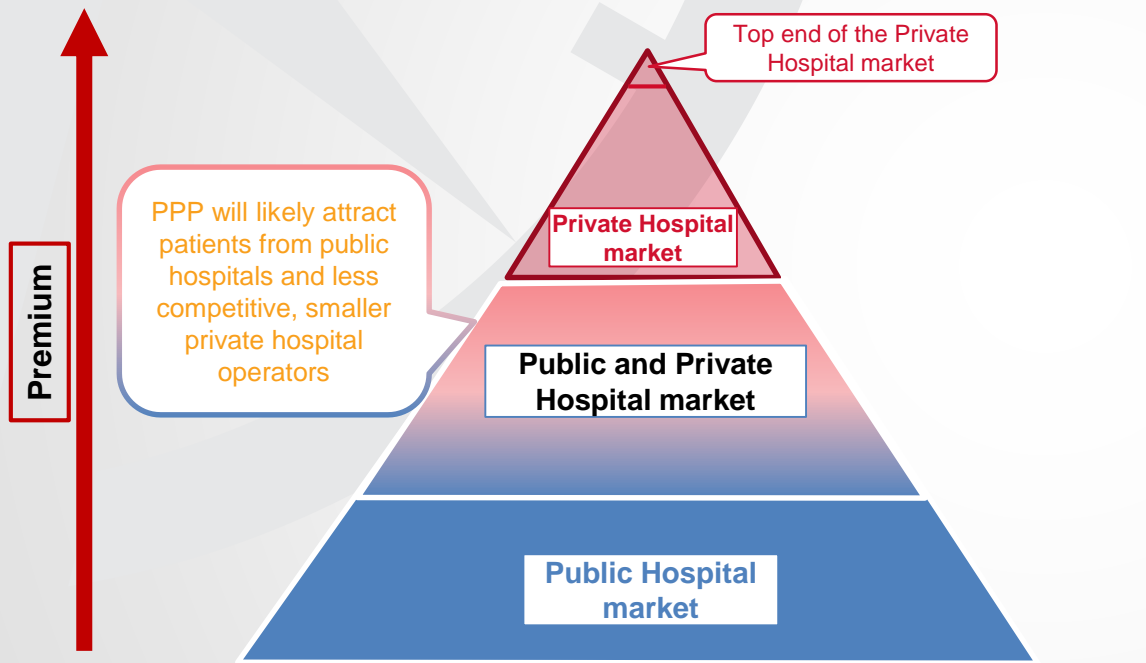 Top end of the Private
Hospital market
PPP will likely attract
patients from public
hospitals and less
competitive, smaller
private hospital
operators
Premium
Private Hospital
market
Public and Private
Hospital market
Public Hospital
market